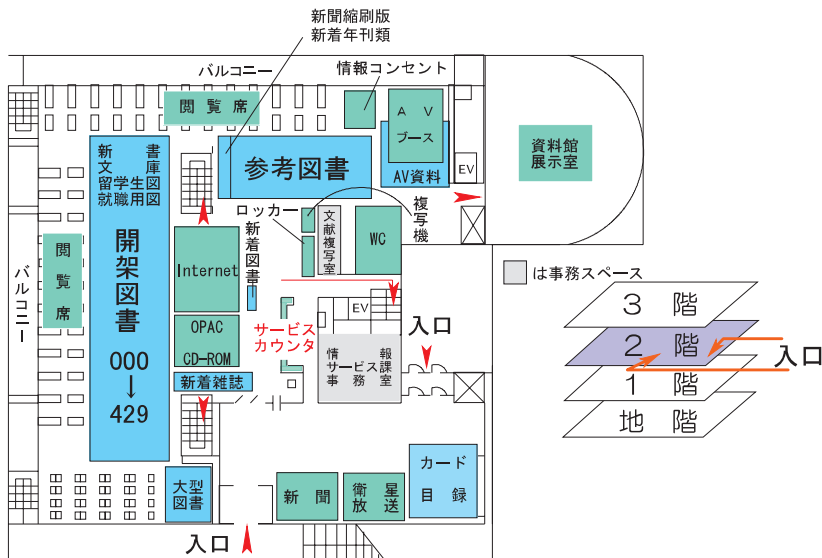 新聞縮刷版
新着年刊類
バルコニー
情報コンセント
閲覧席
AV
ブース
AV資料
EV
資料館
展示室
新書
文庫
留学生図
就職用図
参考図書
ロッカー
文献複写室
複写機
WC
新着図書
バルコニー
閲覧席
開架図書
000
↓
429
Internet
OPAC
CD-ROM
新着雑誌
サービス
カウンタ
EV
情報
サービス課
事務室
入口
は事務スペース
3階
2階
1階
地階
入口
大型
図書
新聞
衛星
放送
カード
目録
入口